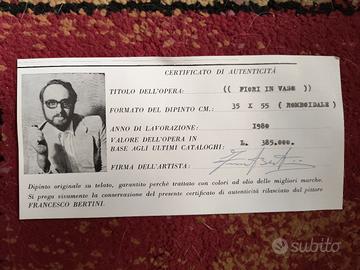 CERTIFICATO DI AUTENTICITÁ
TITOLO DELL'OPERA: (( FIORI IN VASO ))
FORMATO DEL DIPINTO CM.: 35 X 55 ( ROMBOIDALE )
ANNO DI LAVORAZIONE: 1980
VALORE DELL'OPERA IN
BASE AGLI ULTIMI CATALOGHI: L. 385.000.
FIRMA DELL'ARTISTA:
Dipinto originale su telato, garantito perchè trattato con colori ad olio delle migliori marche.
Si prega vivamente la conservazione del presente certificato di autenticità rilasciato dal pittore
FRANCESCO BERTINI.
subito